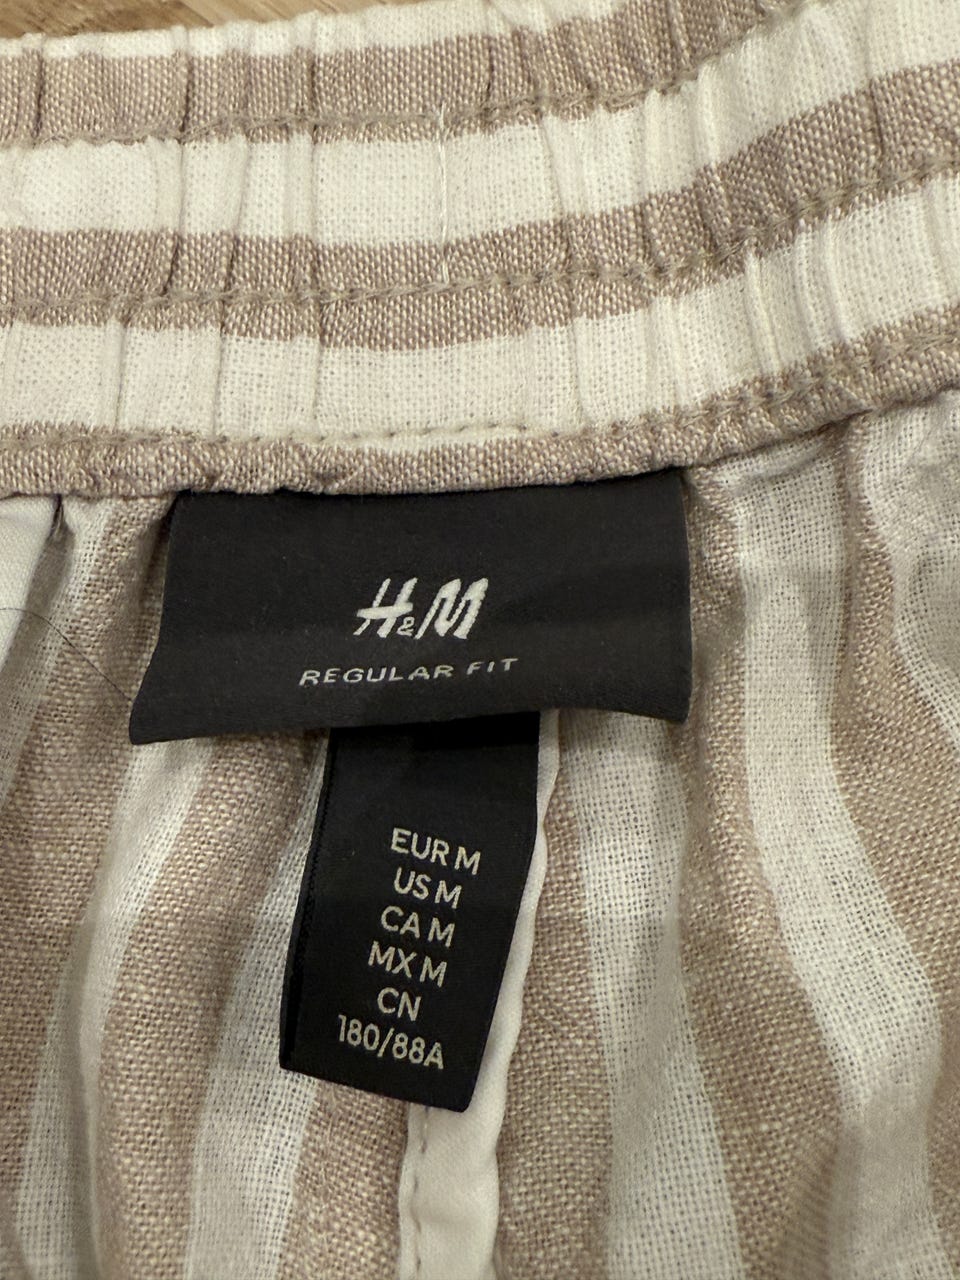 H&M
REGULAR FIT
EUR M
US M
CA M
MX M
CN
180/88A